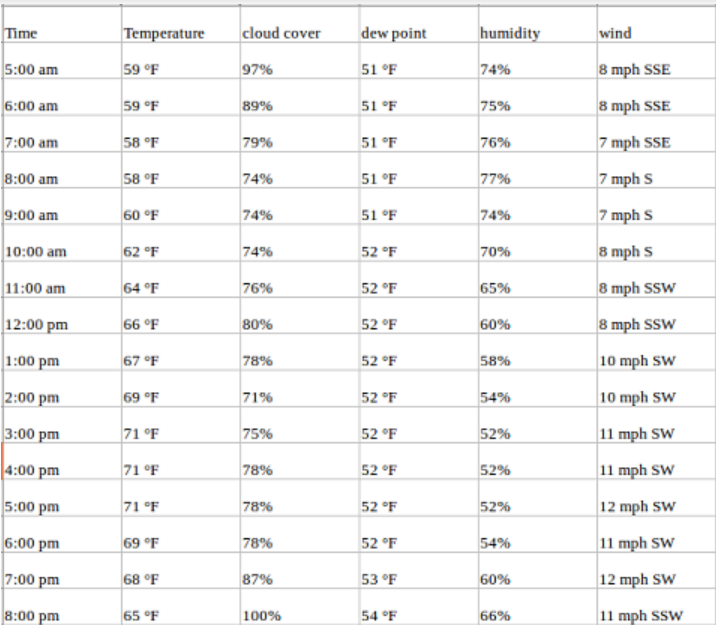 Time Temperature cloud cover dew point humidity wind
5:00 am 59 °F 97% 51 °F 74% 8 mph SSE
6:00 am 59 °F 89% 51 °F 75% 8 mph SSE
7:00 am 58 °F 79% 51 °F 76% 7 mph SSE
8:00 am 58 °F 74% 51 °F 77% 7 mph S
9:00 am 60 °F 74% 51 °F 74% 7 mph S
10:00 am 62 °F 74% 52 °F 70% 8 mph S
11:00 am 64 °F 76% 52 °F 65% 8 mph SSW
12:00 pm 66 °F 80% 52 °F 60% 8 mph SSW
1:00 pm 67 °F 78% 52 °F 58% 10 mph SW
2:00 pm 69 °F 71% 52 °F 54% 10 mph SW
3:00 pm 71 °F 75% 52 °F 52% 11 mph SW
4:00 pm 71 °F 78% 52 °F 52% 11 mph SW
5:00 pm 71 °F 78% 52 °F 52% 12 mph SW
6:00 pm 69 °F 78% 52 °F 54% 11 mph SW
7:00 pm 68 °F 87% 53 °F 60% 12 mph SW
8:00 pm 65 °F 100% 54 °F 66% 11 mph SSW